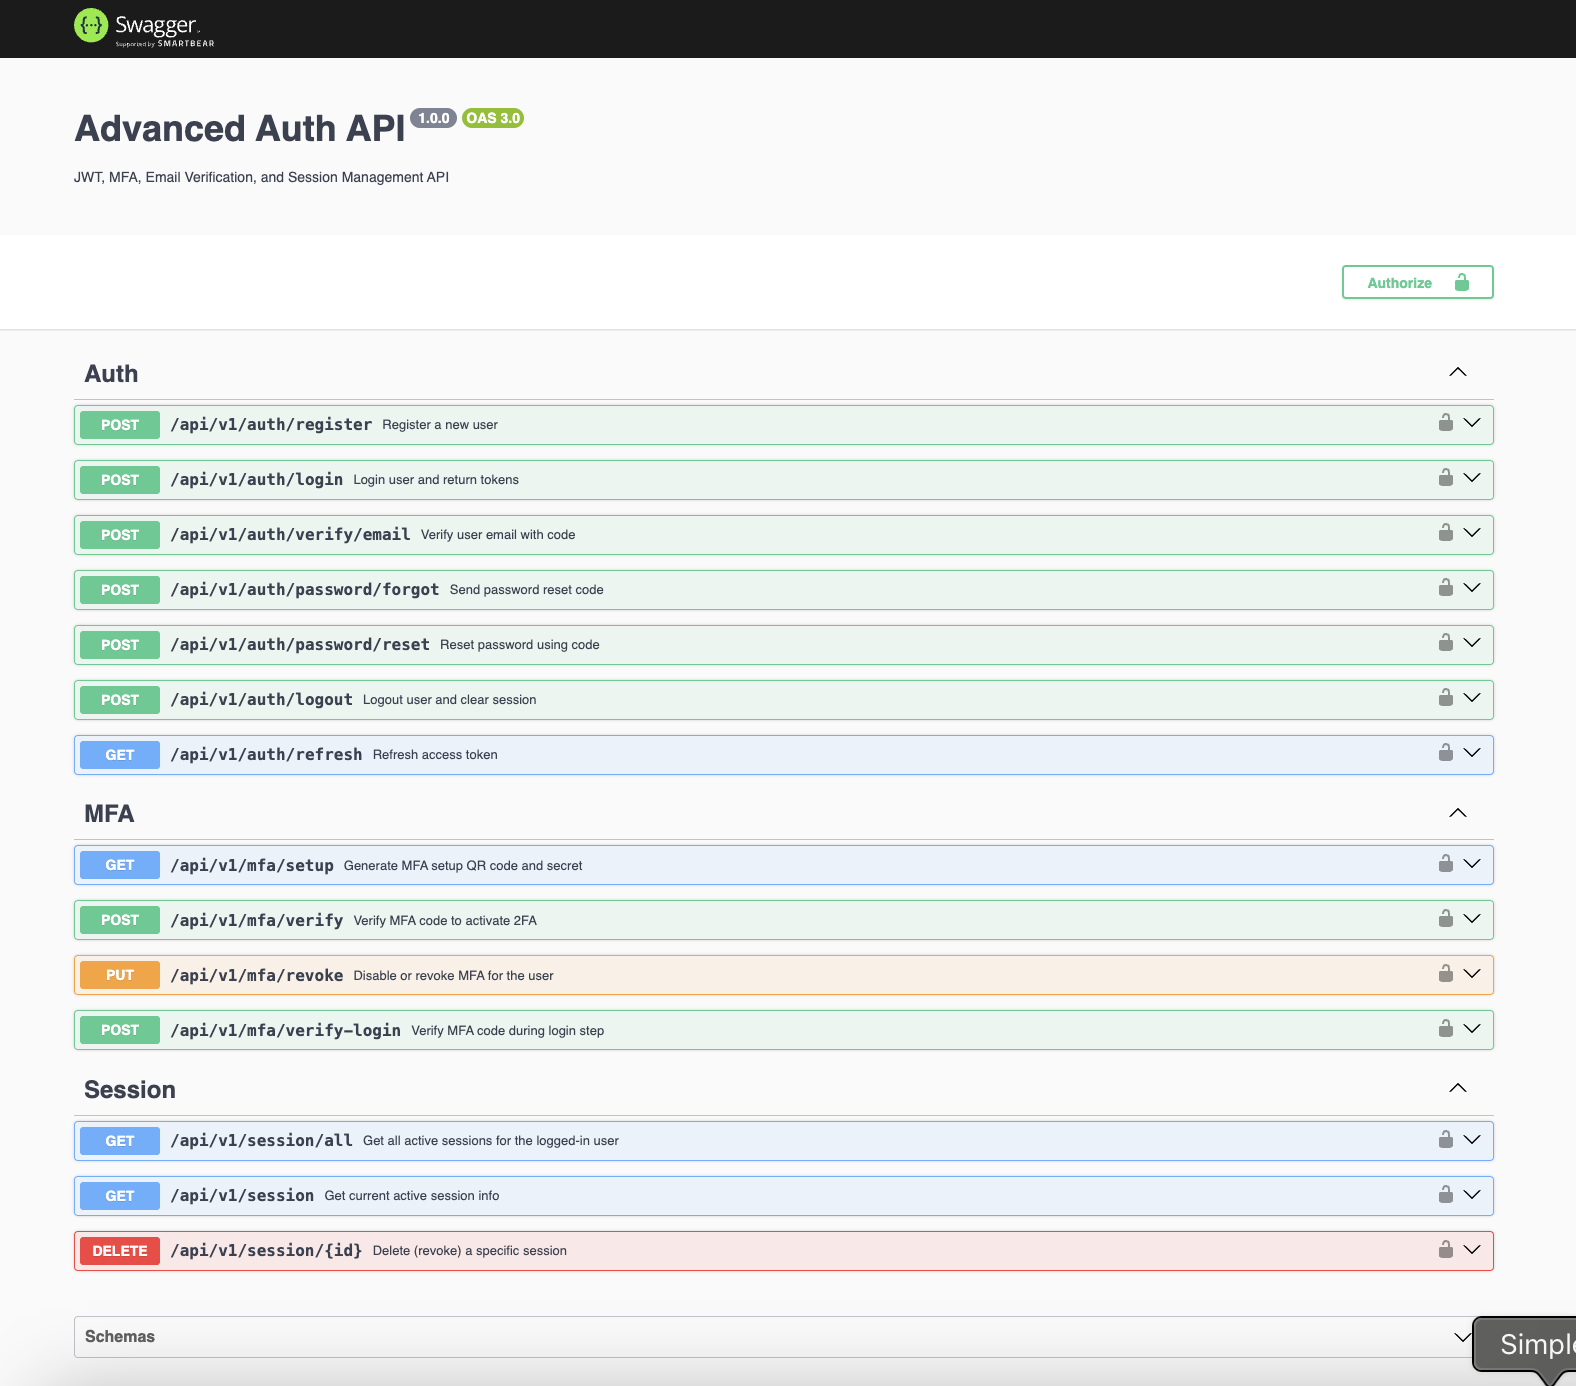 Swagger
Supported by SMARTBEAR
Advanced Auth API 1.0.0 OAS 3.0
JWT, MFA, Email Verification, and Session Management API
Authorize
Auth
POST /api/v1/auth/register Register a new user
POST /api/v1/auth/login Login user and return tokens
POST /api/v1/auth/verify/email Verify user email with code
POST /api/v1/auth/password/forgot Send password reset code
POST /api/v1/auth/password/reset Reset password using code
POST /api/v1/auth/logout Logout user and clear session
GET /api/v1/auth/refresh Refresh access token
MFA
GET /api/v1/mfa/setup Generate MFA setup QR code and secret
POST /api/v1/mfa/verify Verify MFA code to activate 2FA
PUT /api/v1/mfa/revoke Disable or revoke MFA for the user
POST /api/v1/mfa/verify-login Verify MFA code during login step
Session
GET /api/v1/session/all Get all active sessions for the logged-in user
GET /api/v1/session Get current active session info
DELETE /api/v1/session/{id} Delete (revoke) a specific session
Schemas